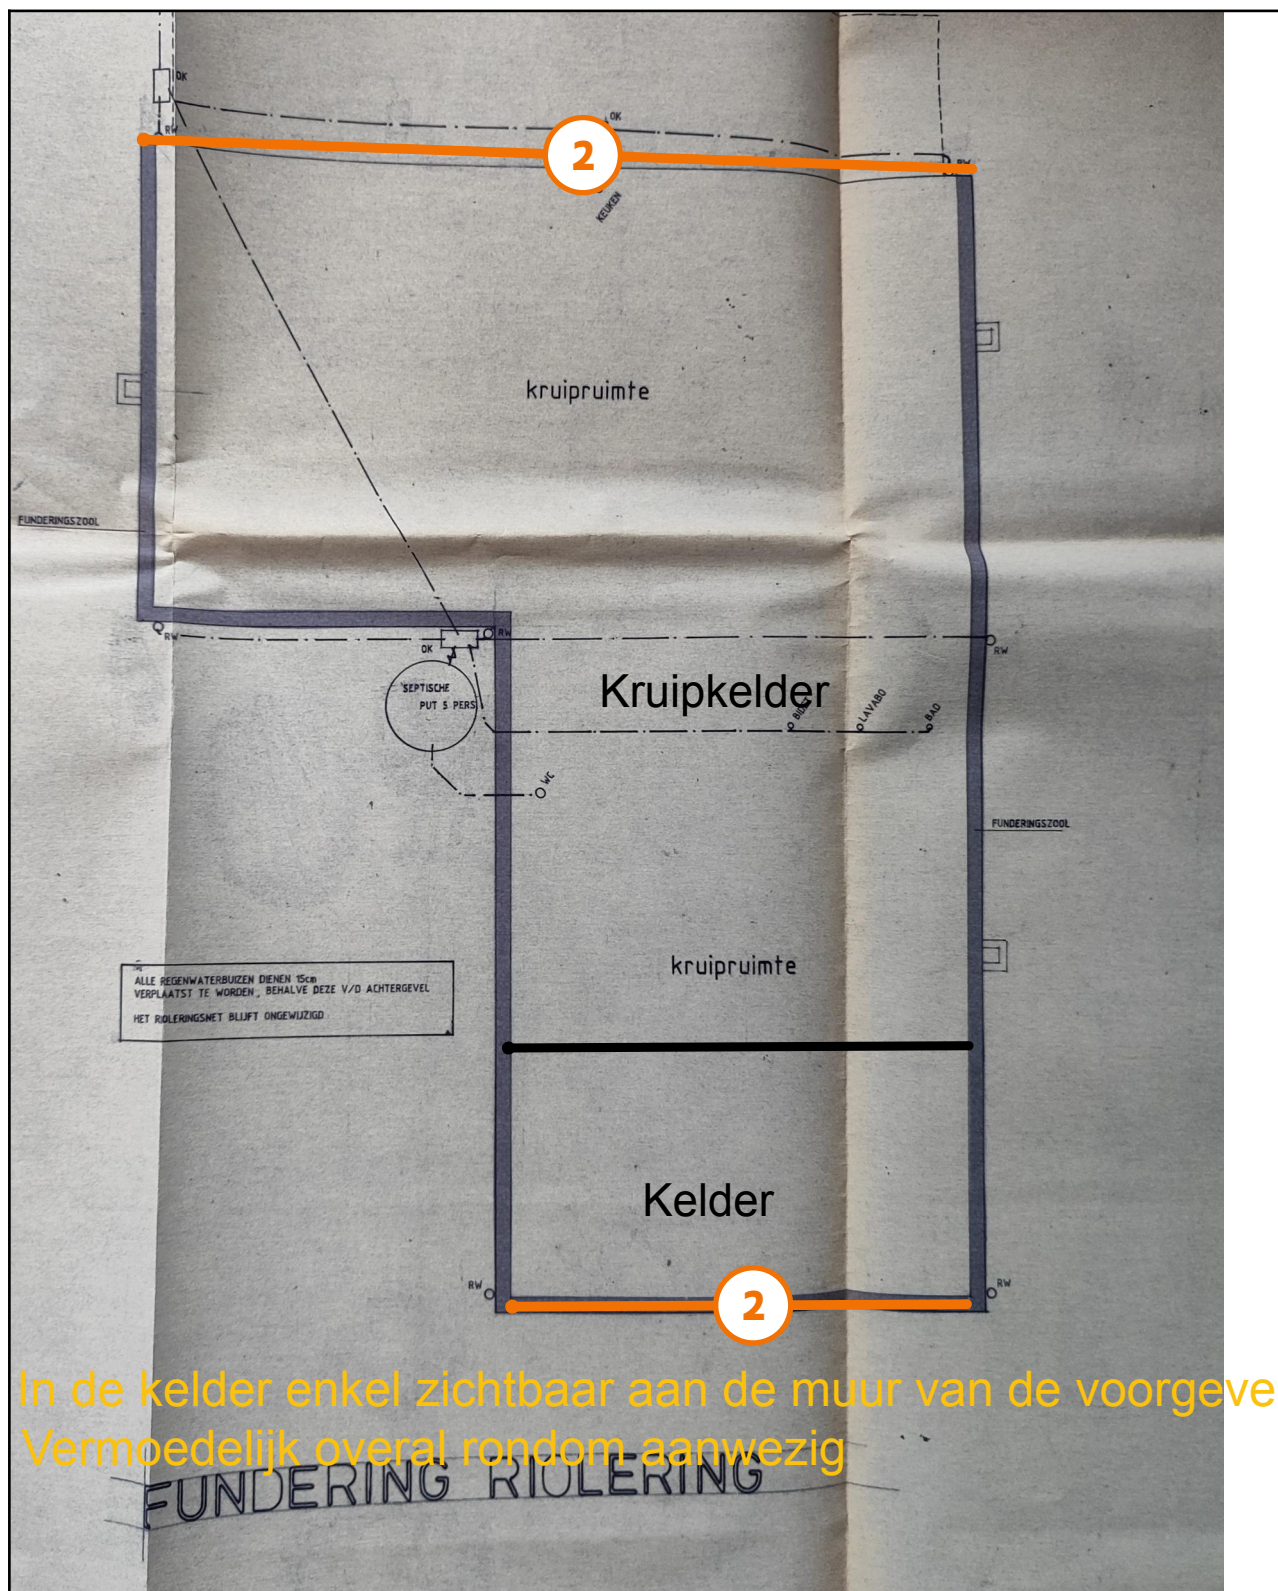 OK
OK
RW
2
RW
KEUKEN
kruipruimte
FUNDERINGSZOOL
RW
RW
OK
RW
SEPTISCHE
PUT 5 PERS
Kruipkelder
BIDET
LAVABO
BAD
WC
FUNDERINGSZOOL
ALLE REGENWATERBUIZEN DIENEN 15cm
VERPLAATST TE WORDEN, BEHALVE DEZE V/D ACHTERGEVEL
HET RIOLERINGSNET BLIJFT ONGEWIJZIGD
kruipruimte
Kelder
RW
RW
2
In de kelder enkel zichtbaar aan de muur van de voorgeve
Vermoedelijk overal rondom aanwezig
FUNDERING RIOLERING